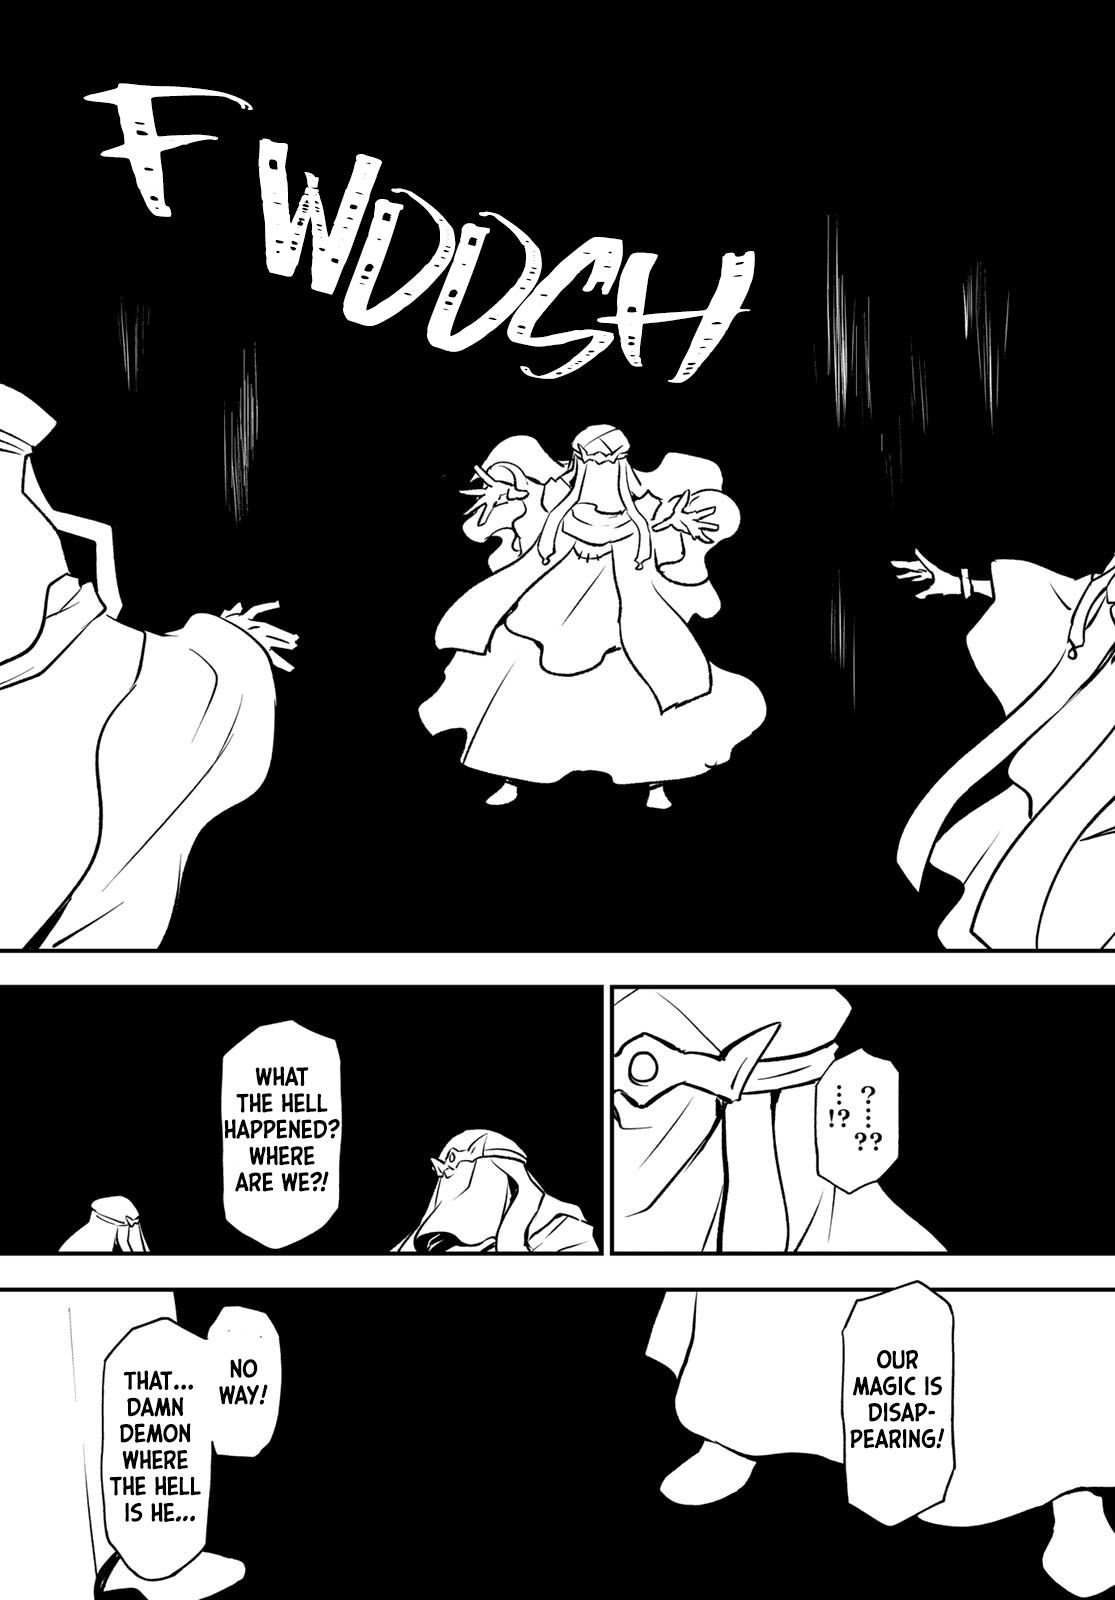 FWOOSH
?……??
……!?
WHAT
THE HELL
HAPPENED?
WHERE
ARE WE?!
OUR
MAGIC IS
DISAP-
PEARING!
NO
WAY!
THAT...
DAMN
DEMON
WHERE
THE HELL
IS HE...